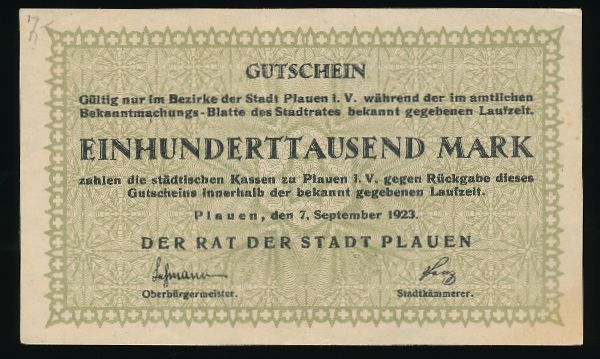 GUTSCHEIN
Gültig nur im Bezirke der Stadt Plauen i. V. während der im amtlichen
Bekanntmachungs-Blatte des Stadtrates bekannt gegebenen Laufzeit.
EINHUNDERTTAUSEND MARK
zahlen die städtischen Kassen zu Plauen i. V. gegen Rückgabe dieses
Gutscheins innerhalb der bekannt gegebenen Laufzeit.
Plauen, den 7. September 1923.
DER RAT DER STADT PLAUEN
Lehmann
Oberbürgermeister. Stadtkämmerer.